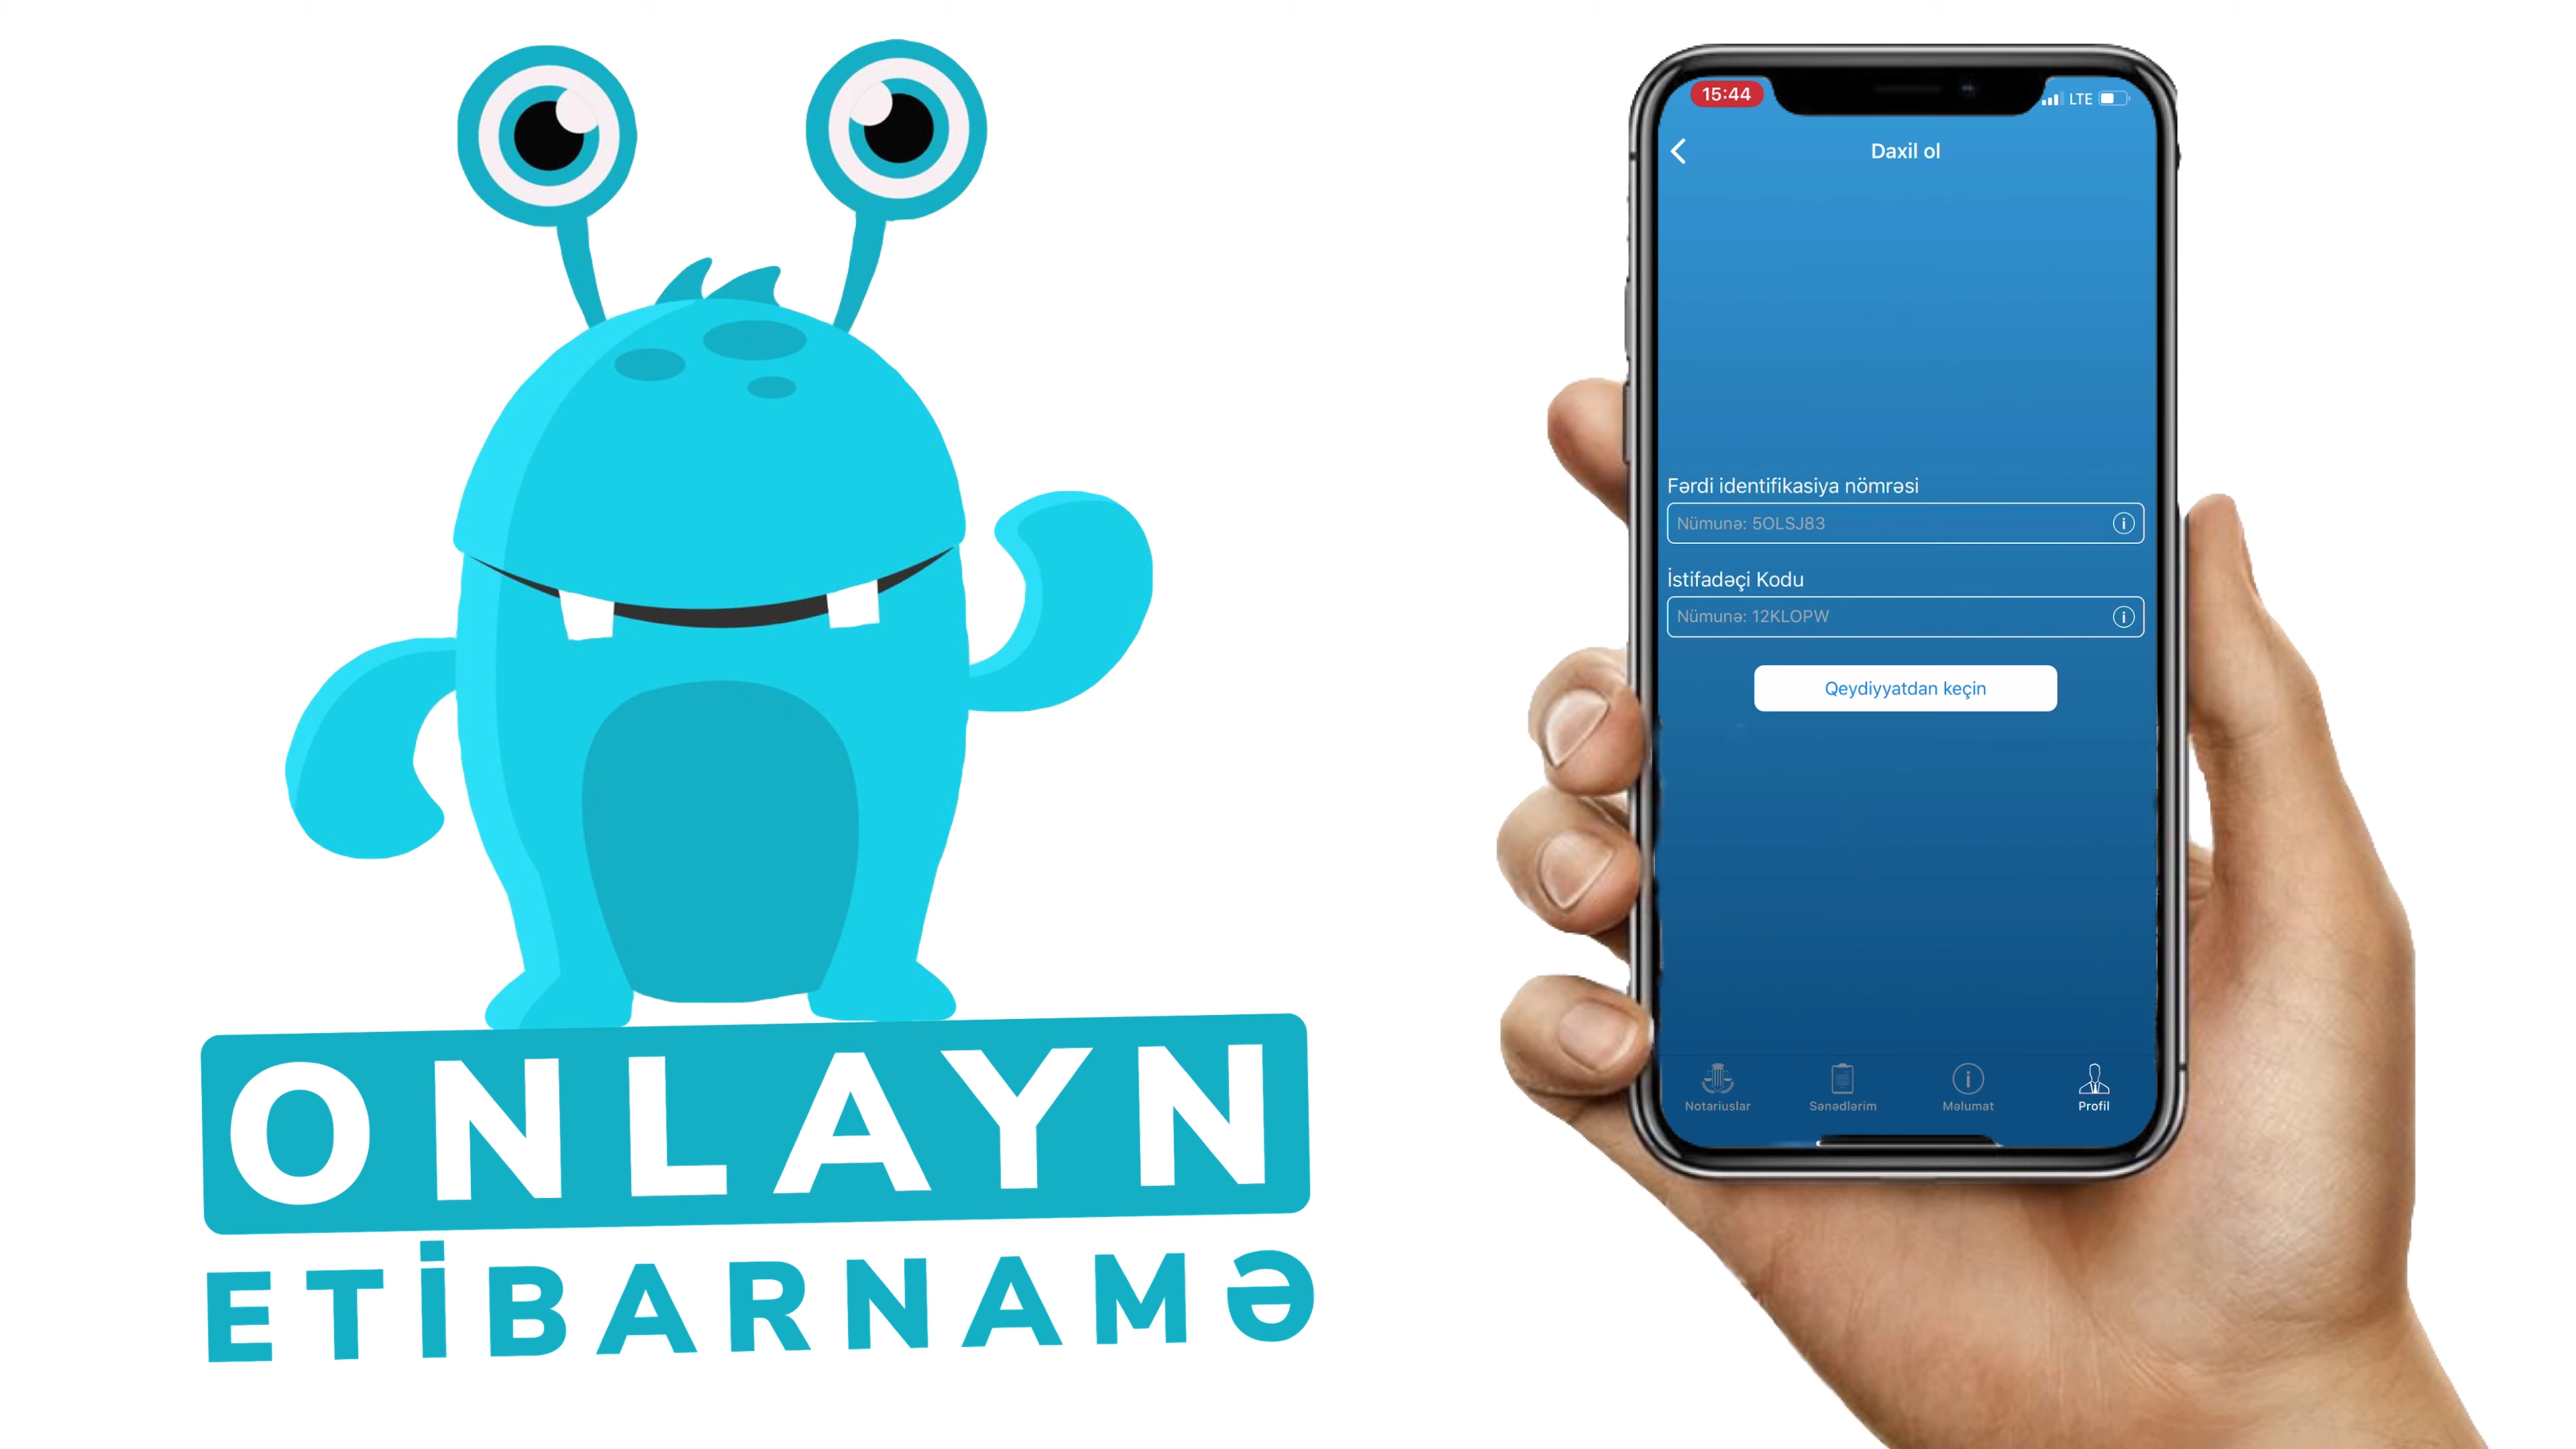 ONLAYN
ETİBARNAMƏ
15:44
LTE
Daxil ol
Fərdi identifikasiya nömrəsi
Nümunə: 5OLSJ83
İstifadəçi Kodu
Nümunə: 12KLOPW
Qeydiyyatdan keçin
Notariuslar
Sənədlərim
Məlumat
Profil